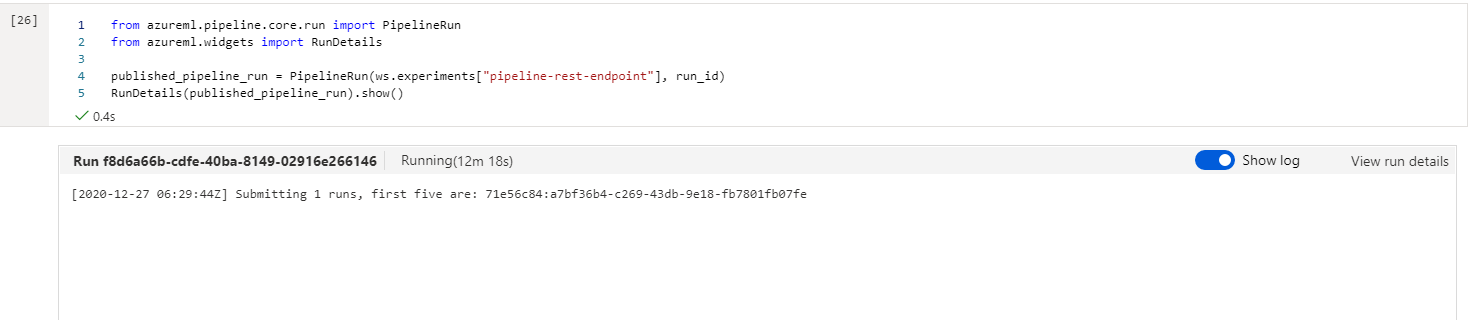 [26]
1 from azureml.pipeline.core.run import PipelineRun
2 from azureml.widgets import RunDetails
3
4 published_pipeline_run = PipelineRun(ws.experiments["pipeline-rest-endpoint"], run_id)
5 RunDetails(published_pipeline_run).show()
0.4s
Run f8d6a66b-cdfe-40ba-8149-02916e266146 Running(12m 18s) Show log View run details
[2020-12-27 06:29:44Z] Submitting 1 runs, first five are: 71e56c84:a7bf36b4-c269-43db-9e18-fb7801fb07fe